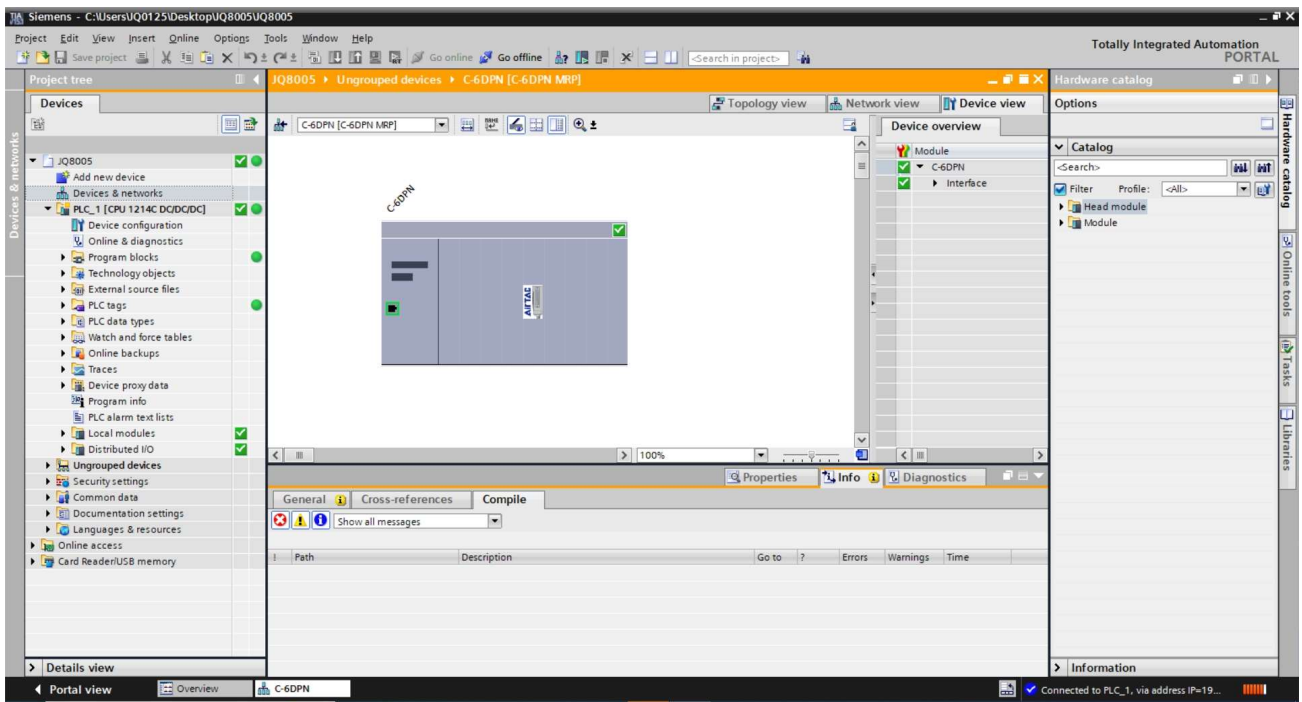 Siemens - C:\Users\JQ0125\Desktop\JQ8005\JQ8005
Project Edit View Insert Online Options Tools Window Help
Totally Integrated Automation
PORTAL
Save project Go online Go offline <Search in project>
Project tree
JQ8005 Ungrouped devices C-6DPN [C-6DPN MRP]
Hardware catalog
Devices
Topology view Network view Device view
Options
C-6DPN [C-6DPN MRP]
Device overview
Module
C-6DPN
Interface
Catalog
<Search>
Filter Profile: <All>
Head module
Module
JQ8005
Add new device
Devices & networks
PLC_1 [CPU 1214C DC/DC/DC]
Device configuration
Online & diagnostics
Program blocks
Technology objects
External source files
PLC tags
PLC data types
Watch and force tables
Online backups
Traces
Device proxy data
Program info
PLC alarm text lists
Local modules
Distributed I/O
Ungrouped devices
Security settings
Common data
Documentation settings
Languages & resources
Online access
Card Reader/USB memory
C-6DPN
AirTAC
100%
Properties Info Diagnostics
General Cross-references Compile
Show all messages
! Path Description Go to ? Errors Warnings Time
Devices & networks
Hardware catalog
Online tools
Tasks
Libraries
Details view
Information
Portal view Overview C-6DPN
Connected to PLC_1, via address IP=19...